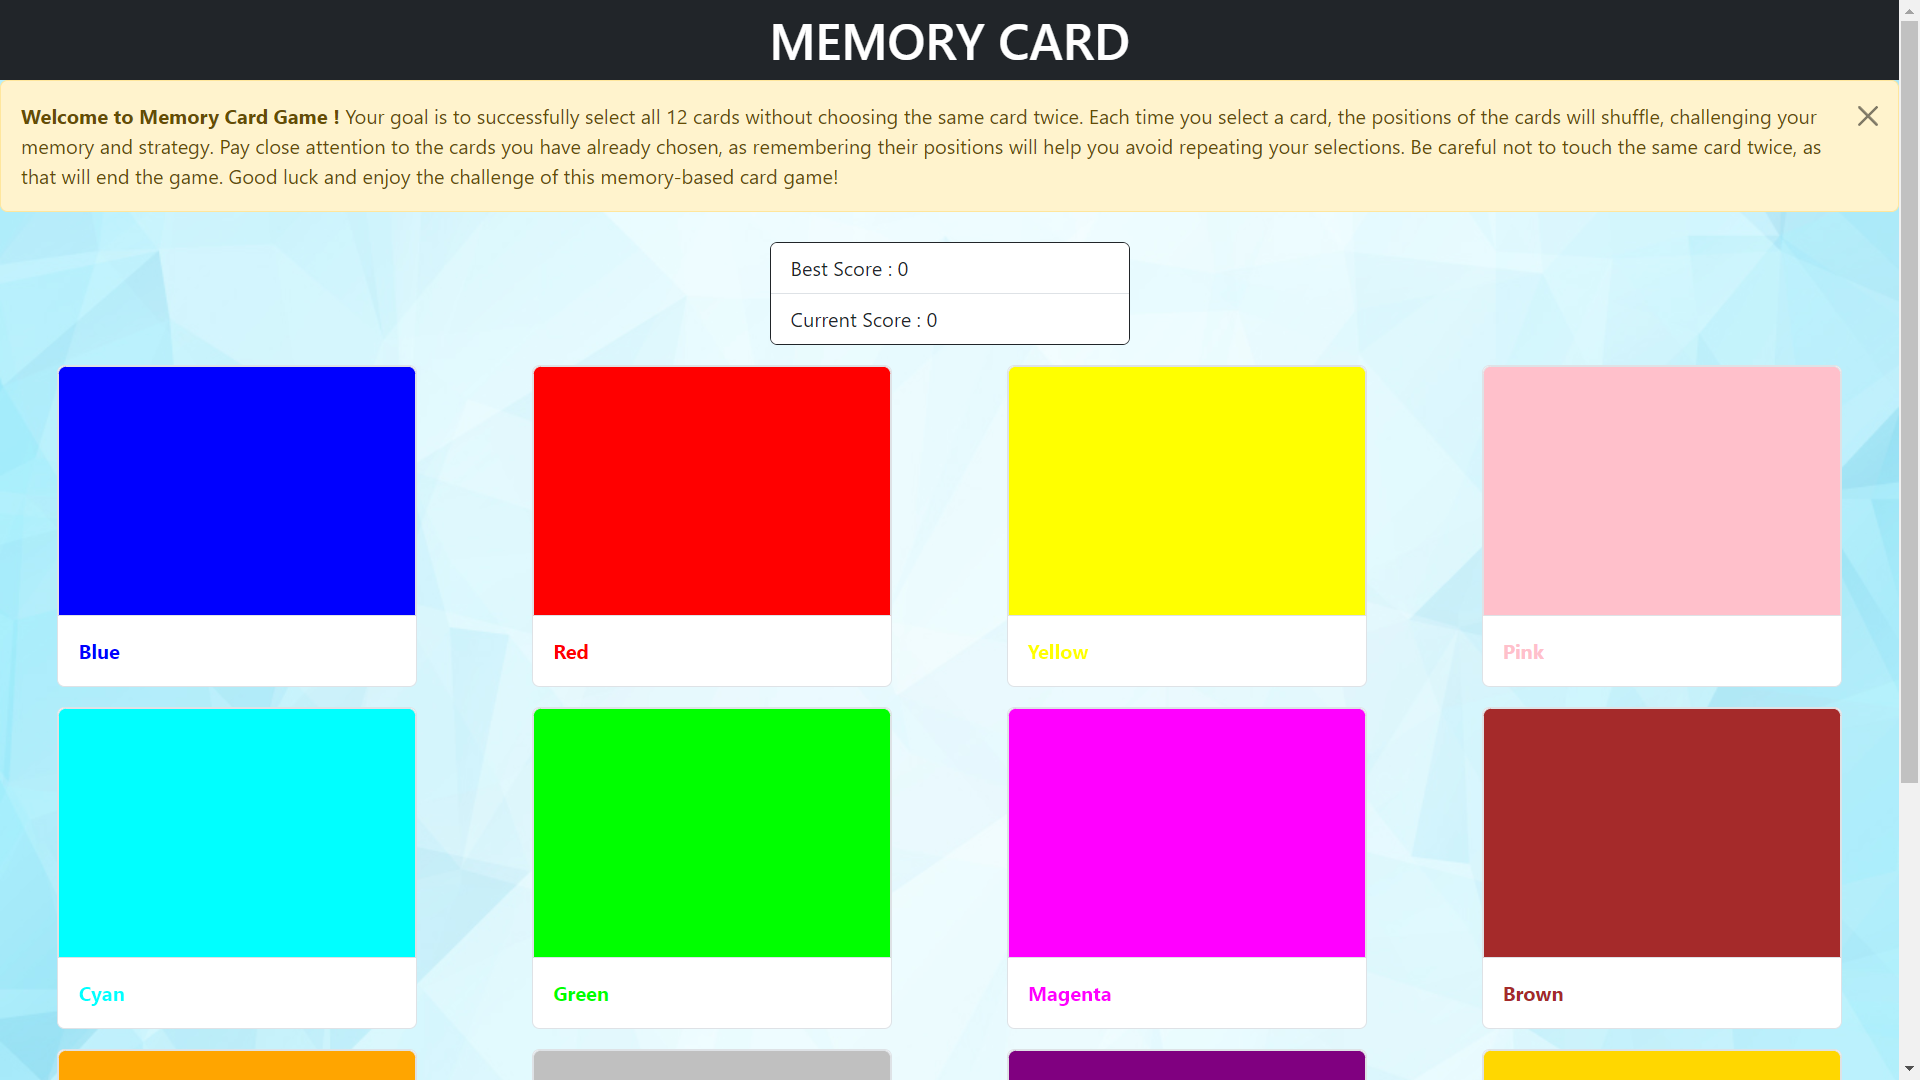 MEMORY CARD
Welcome to Memory Card Game ! Your goal is to successfully select all 12 cards without choosing the same card twice. Each time you select a card, the positions of the cards will shuffle, challenging your
memory and strategy. Pay close attention to the cards you have already chosen, as remembering their positions will help you avoid repeating your selections. Be careful not to touch the same card twice, as
that will end the game. Good luck and enjoy the challenge of this memory-based card game!
Best Score : 0
Current Score : 0
Blue
Red
Yellow
Pink
Cyan
Green
Magenta
Brown